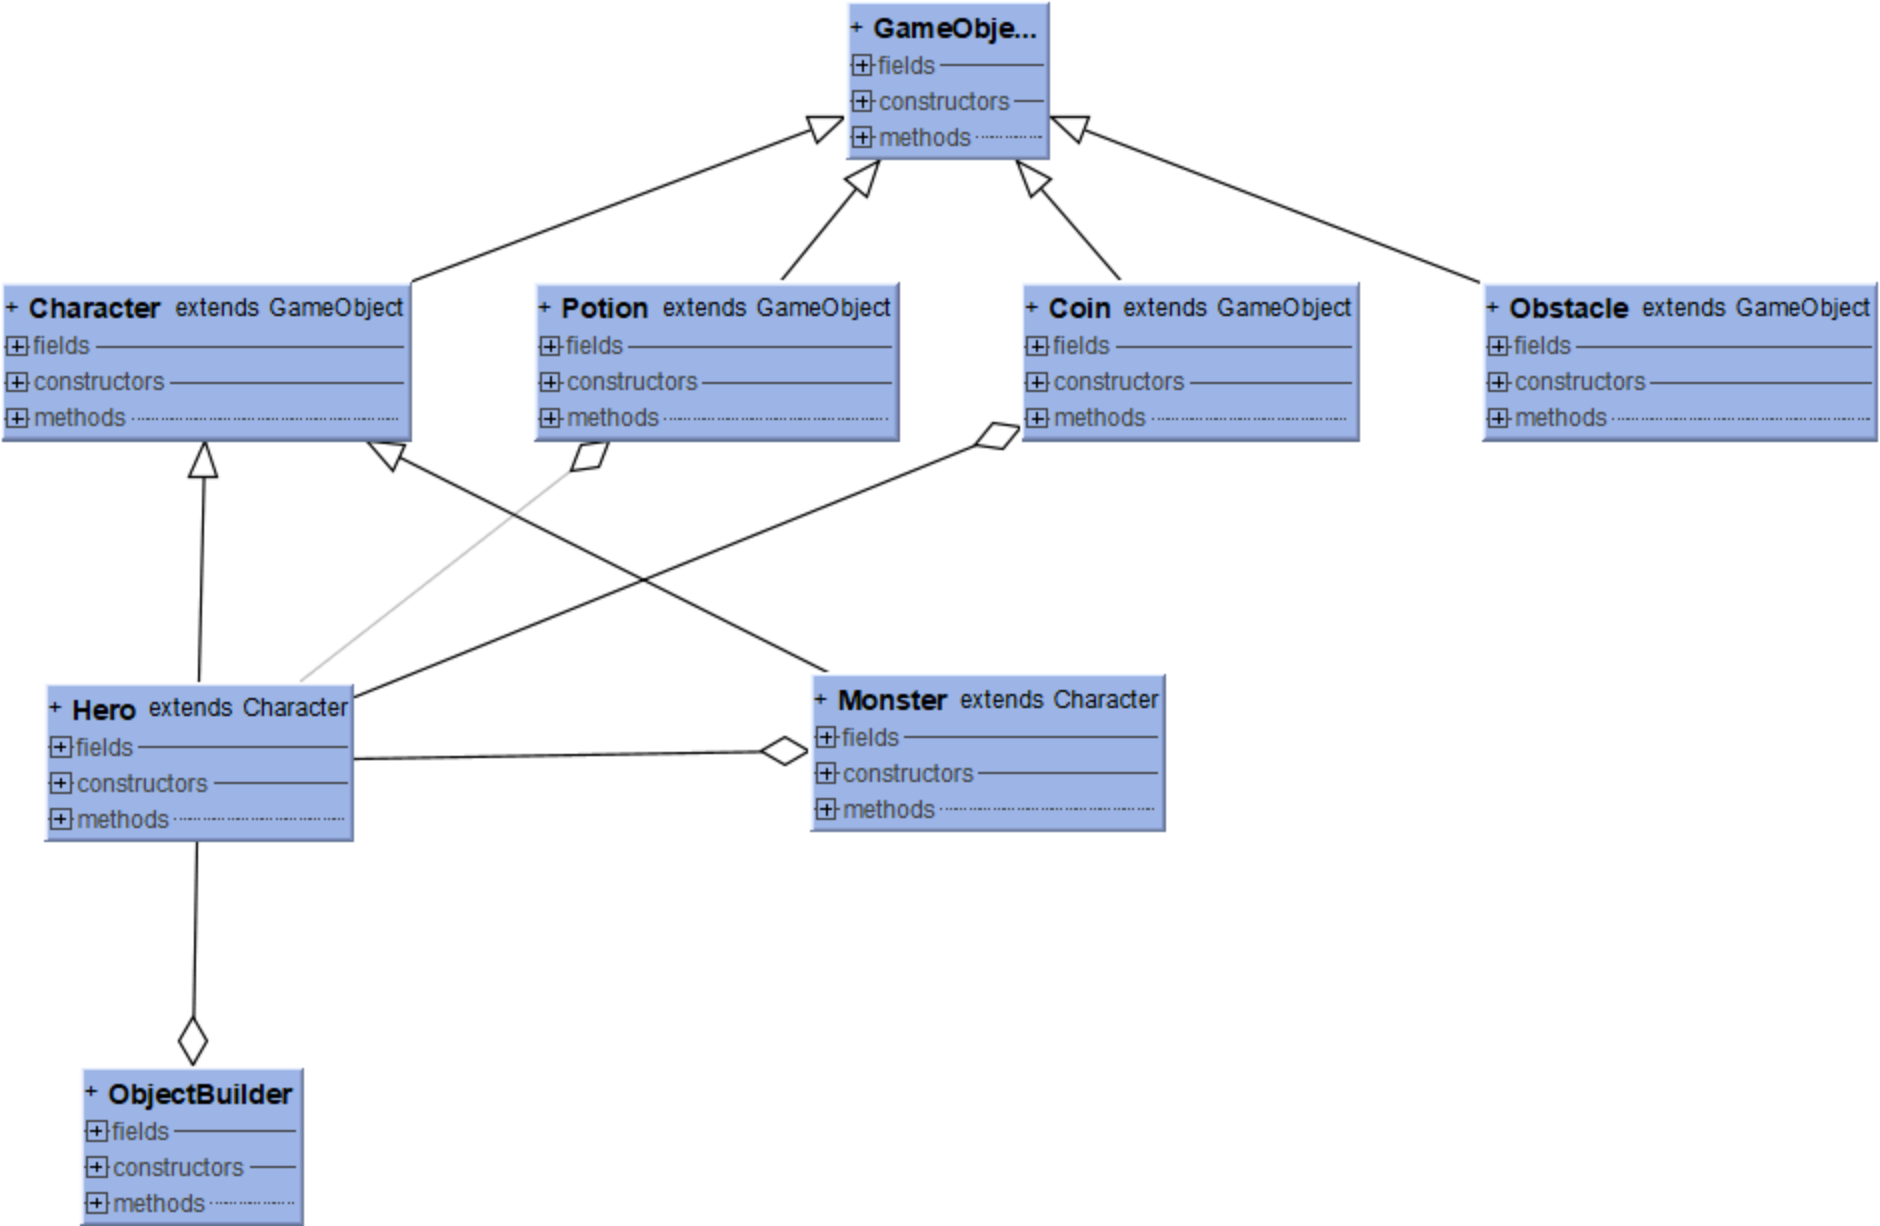 + GameObje...
fields
constructors
methods
+ Character extends GameObject
fields
constructors
methods
+ Potion extends GameObject
fields
constructors
methods
+ Coin extends GameObject
fields
constructors
methods
+ Obstacle extends GameObject
fields
constructors
methods
+ Hero extends Character
fields
constructors
methods
+ Monster extends Character
fields
constructors
methods
+ ObjectBuilder
fields
constructors
methods